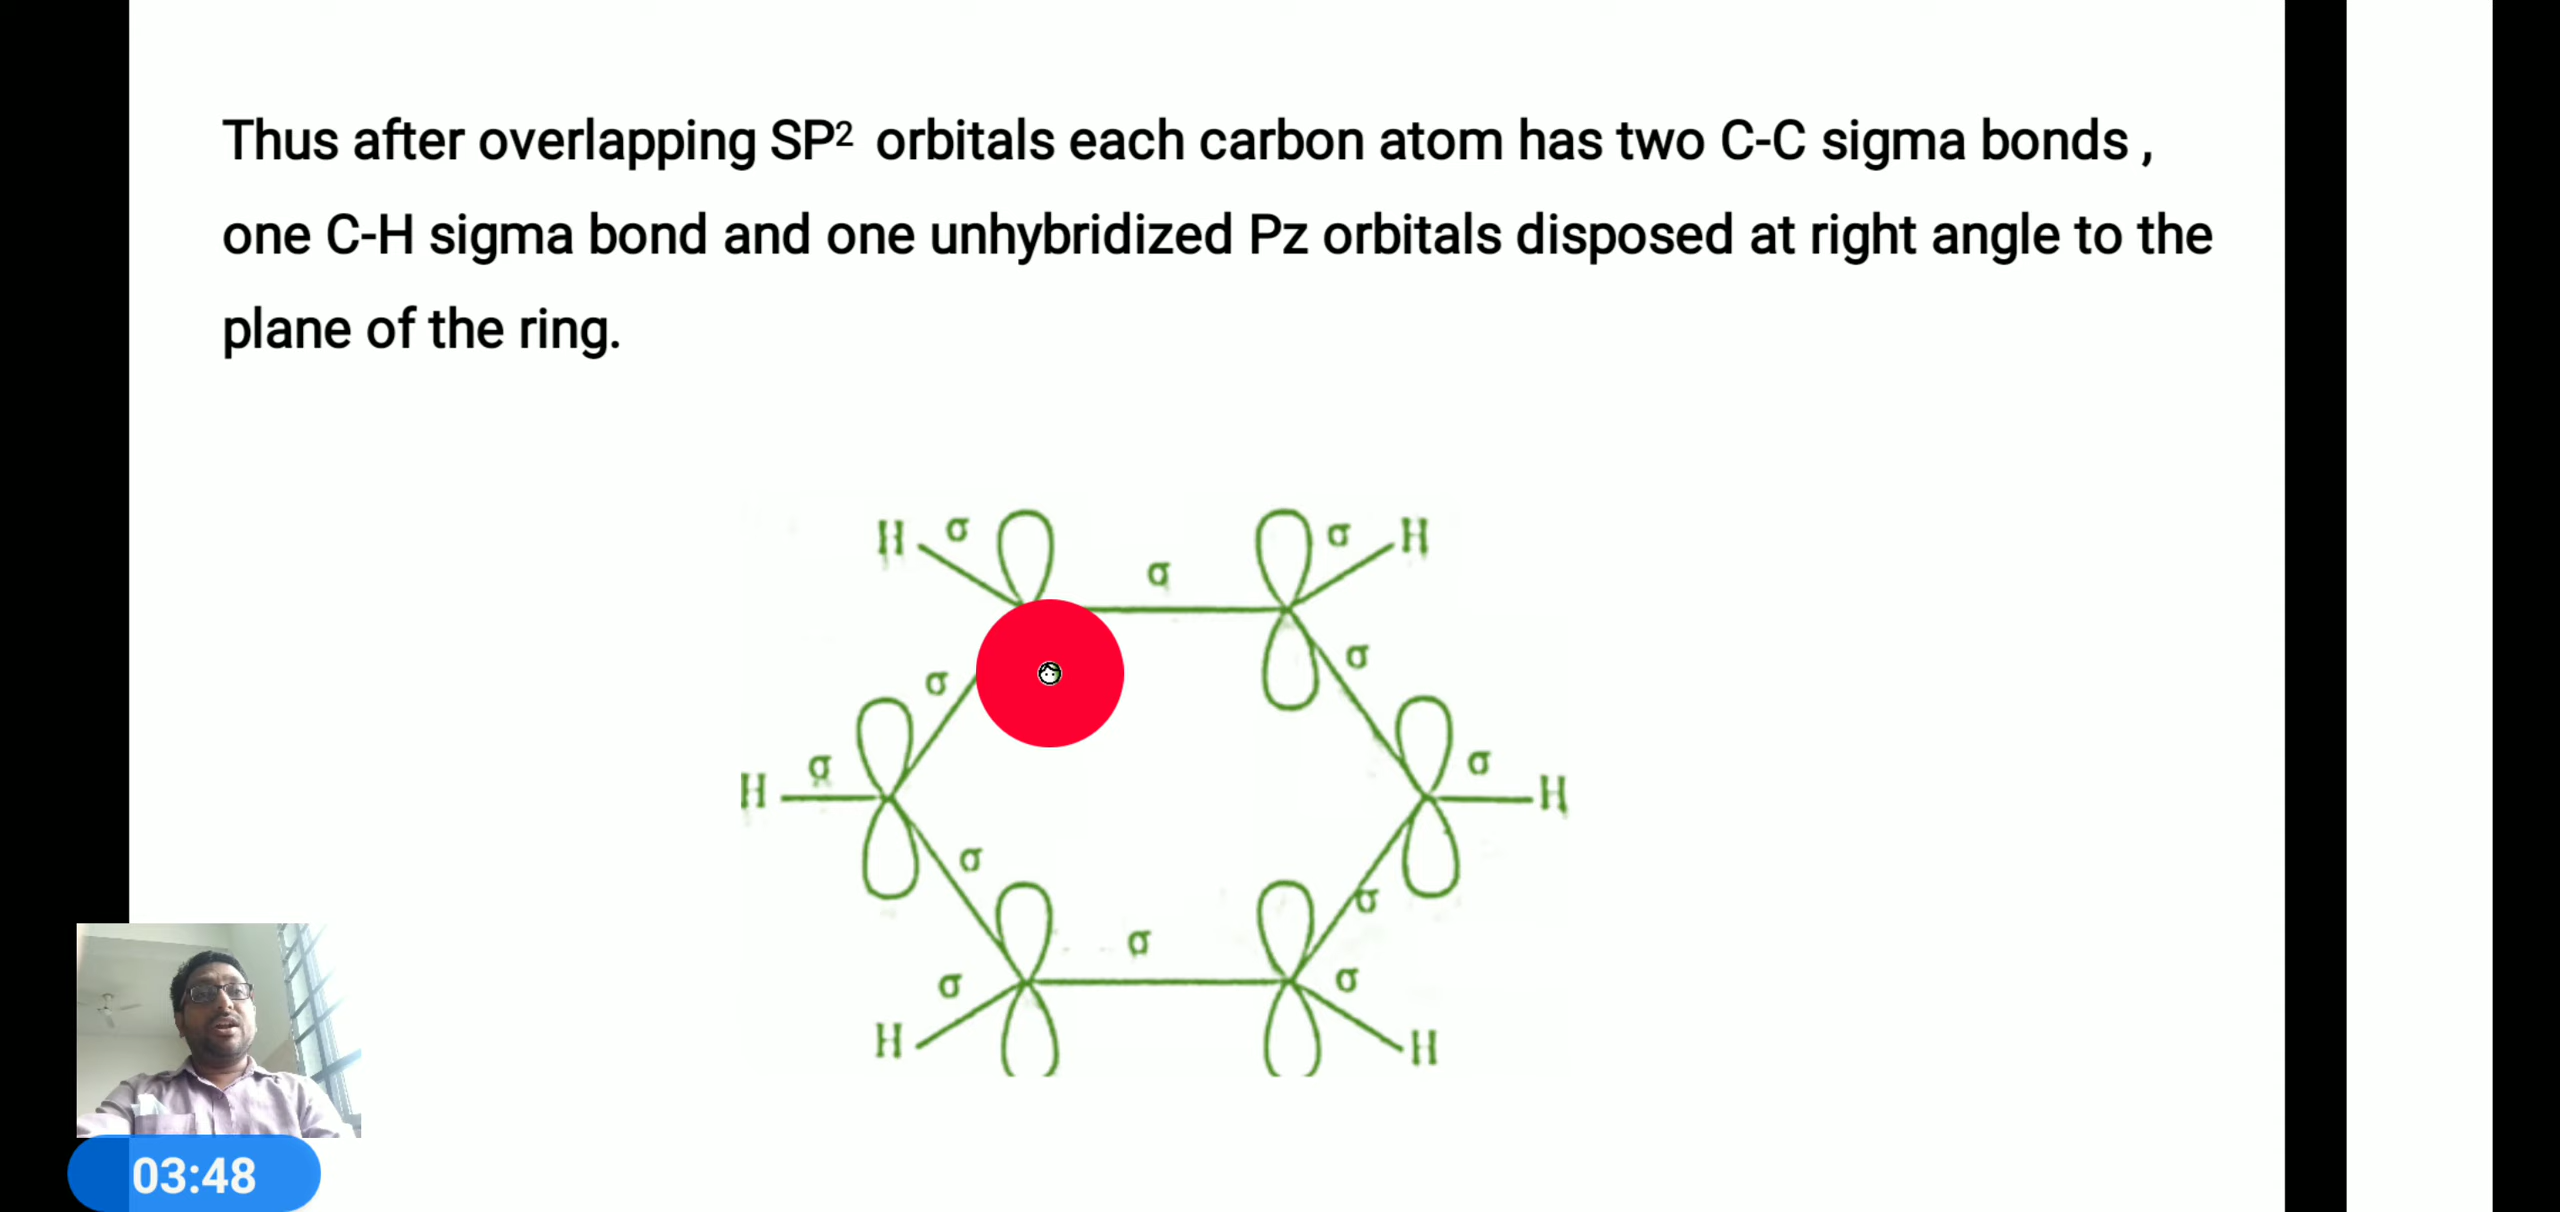 Thus after overlapping SP² orbitals each carbon atom has two C-C sigma bonds ,
one C-H sigma bond and one unhybridized Pz orbitals disposed at right angle to the
plane of the ring.
H σ σ H
σ
σ σ
H σ σ H
σ σ
σ
σ σ
H H
03:48